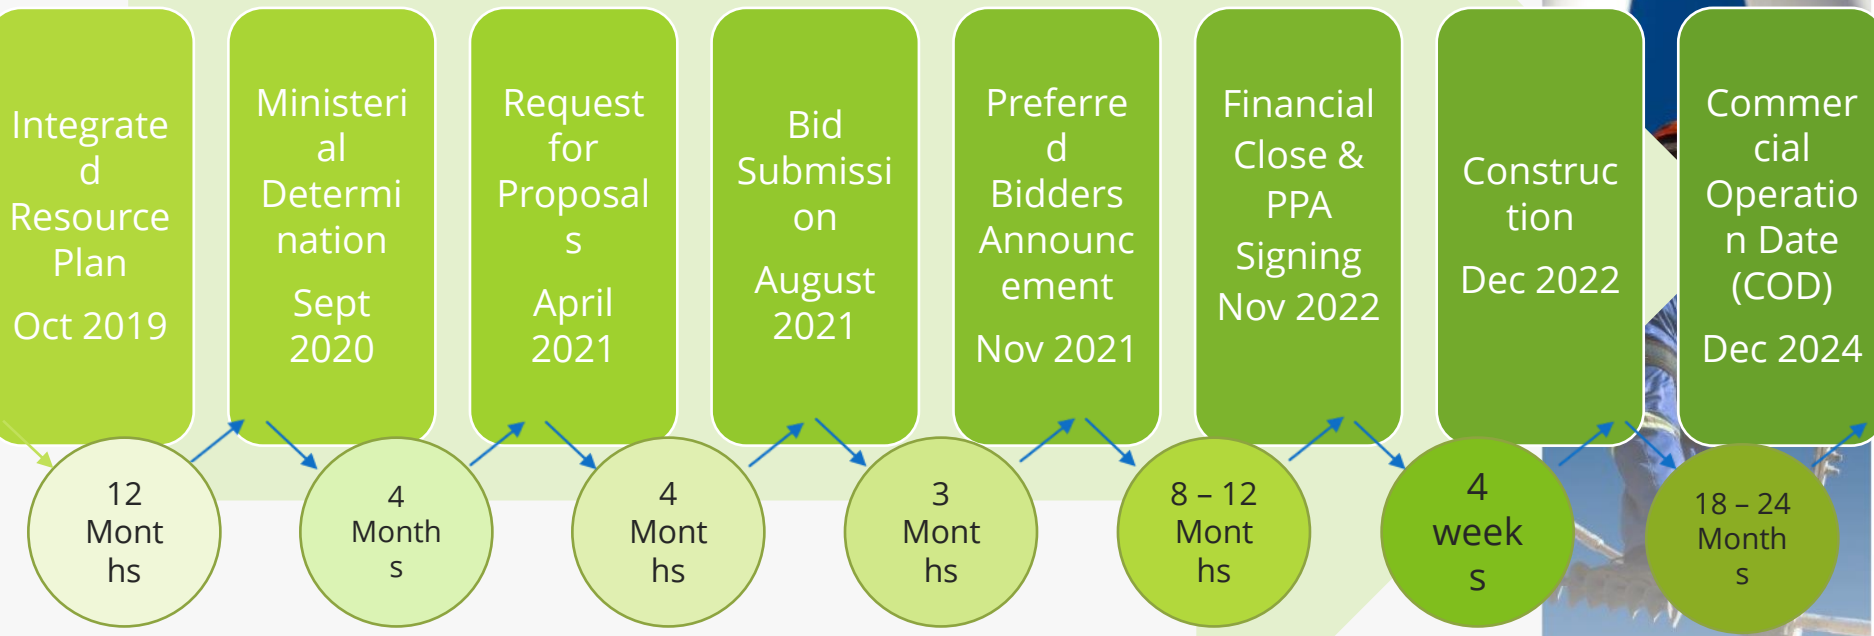 Integrate
d
Resource
Plan
Oct 2019
Ministeri
al
Determi
nation
Sept
2020
Request
for
Proposal
s
April
2021
Bid
Submissi
on
August
2021
Preferre
d
Bidders
Announc
ement
Nov 2021
Financial
Close &
PPA
Signing
Nov 2022
Construc
tion
Dec 2022
Commer
cial
Operatio
n Date
(COD)
Dec 2024
12
Mont
hs
4
Month
s
4
Mont
hs
3
Mont
hs
8 – 12
Mont
hs
4
week
s
18 – 24
Month
s